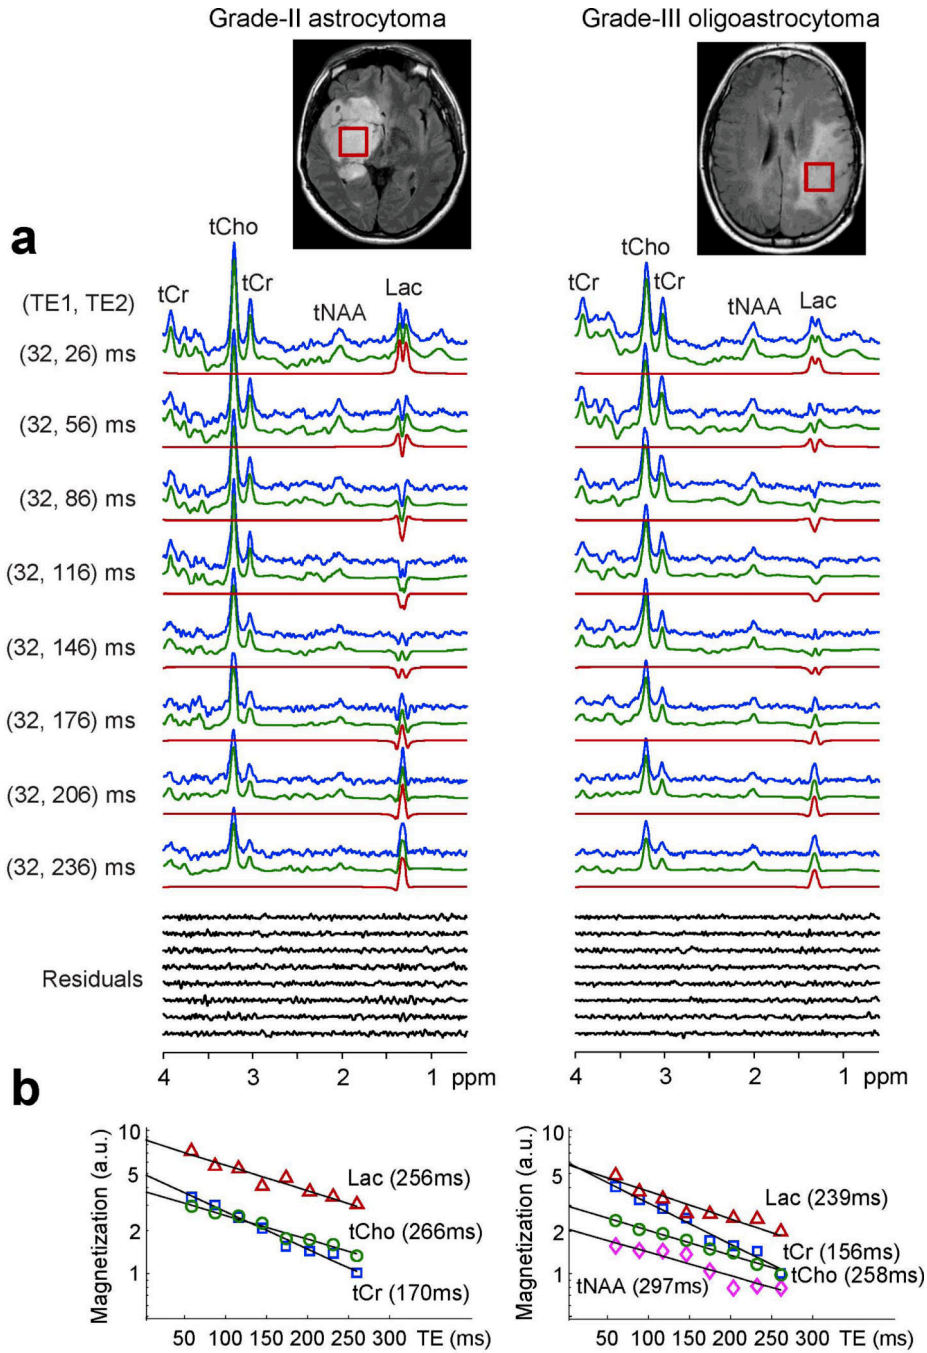 Grade-II astrocytoma
Grade-III oligoastrocytoma
a
(TE1, TE2)
tCr
tCho
tCr
tNAA
Lac
tCr
tCho
tCr
tNAA
Lac
(32, 26) ms
(32, 56) ms
(32, 86) ms
(32, 116) ms
(32, 146) ms
(32, 176) ms
(32, 206) ms
(32, 236) ms
Residuals
4 3 2 1 ppm
4 3 2 1 ppm
b
Magnetization (a.u.)
10
5
2
1
Lac (256ms)
tCho (266ms)
tCr (170ms)
50 100 150 200 250 300 TE (ms)
Magnetization (a.u.)
10
5
2
1
Lac (239ms)
tCr (156ms)
tCho (258ms)
tNAA (297ms)
50 100 150 200 250 300 TE (ms)